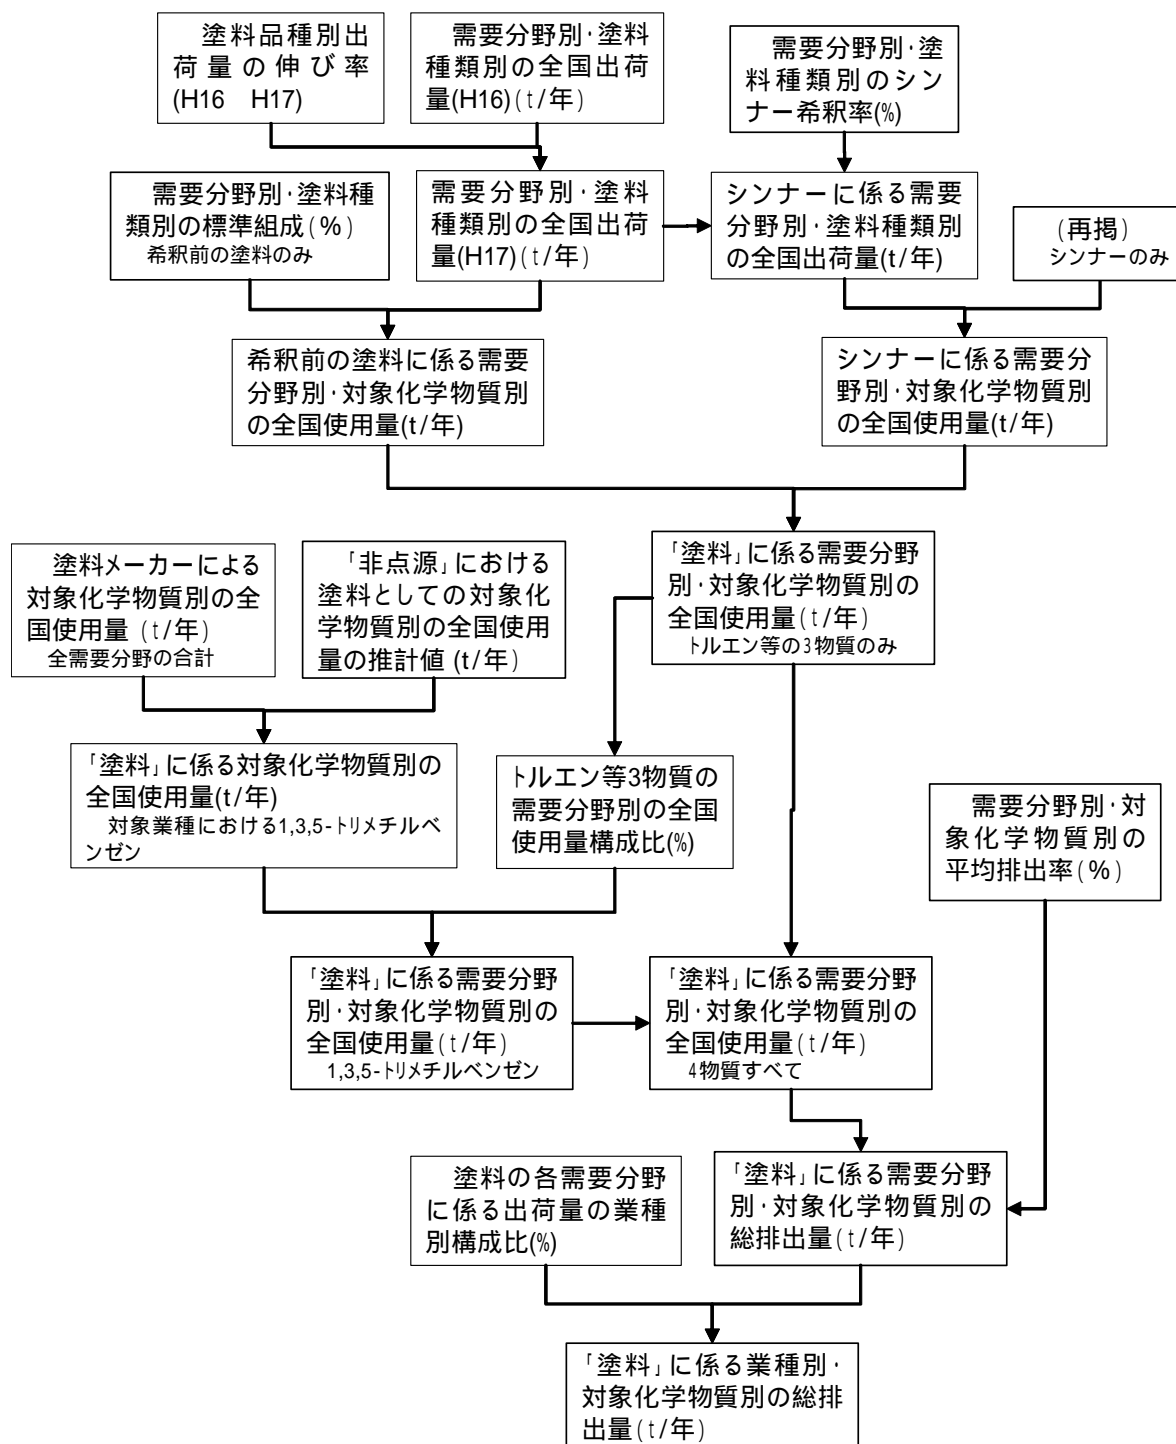 塗料品種別出
荷量の伸び率
(H16　H17)
需要分野別・塗料
種類別の全国出荷
量(H16)(t/年)
需要分野別・塗
料種類別のシン
ナー希釈率(%)
需要分野別・塗料種
類別の標準組成(%)
希釈前の塗料のみ
需要分野別・塗料
種類別の全国出荷
量(H17)(t/年)
シンナーに係る需要
分野別・塗料種類別
の全国出荷量(t/年)
(再掲)
シンナーのみ
希釈前の塗料に係る需要
分野別・対象化学物質別
の全国使用量(t/年)
シンナーに係る需要分
野別・対象化学物質別
の全国使用量(t/年)
塗料メーカーによる
対象化学物質別の全
国使用量 (t/年)
全需要分野の合計
「非点源」における
塗料としての対象化
学物質別の全国使用
量の推計値 (t/年)
「塗料」に係る需要分野
別・対象化学物質別の
全国使用量(t/年)
トルエン等の3物質のみ
「塗料」に係る対象化学物質別の
全国使用量(t/年)
対象業種における1,3,5-トリメチルベ
ンゼン
トルエン等3物質の
需要分野別の全国
使用量構成比(%)
需要分野別・対
象化学物質別の
平均排出率(%)
「塗料」に係る需要分野
別・対象化学物質別の
全国使用量(t/年)
1,3,5-トリメチルベンゼン
「塗料」に係る需要分野
別・対象化学物質別の
全国使用量(t/年)
4物質すべて
塗料の各需要分野
に係る出荷量の業種
別構成比(%)
「塗料」に係る需要分野
別・対象化学物質別の
総排出量(t/年)
「塗料」に係る業種別・
対象化学物質別の総排
出量(t/年)